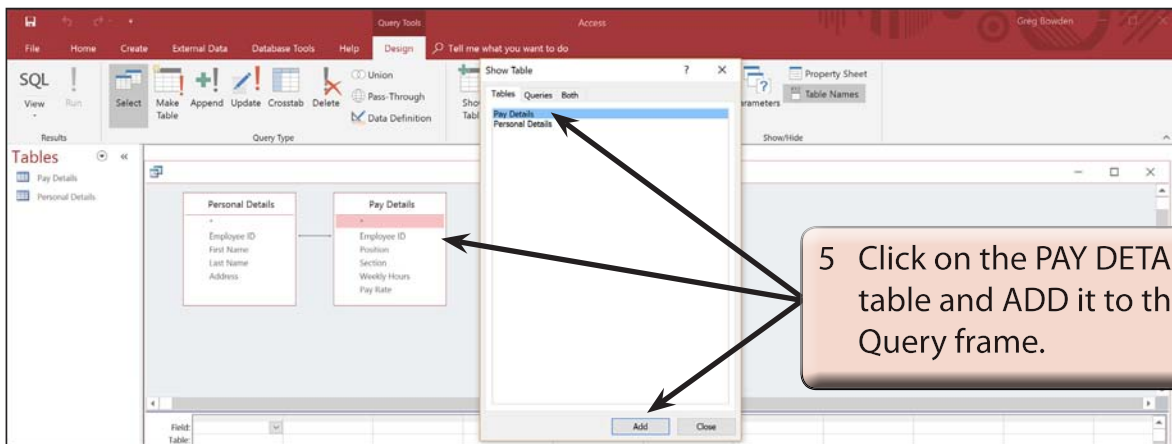 Query Tools
Access
Greg Bowden
File Home Create External Data Database Tools Help Design Tell me what you want to do
SQL
View
Run
Results
Select
Make
Table
Append Update Crosstab Delete
Union
Pass-Through
Data Definition
Query Type
Show Table ? ×
Tables Queries Both
Pay Details
Personal Details
Add Close
Property Sheet
Table Names
Show/Hide
Tables
Pay Details
Personal Details
Personal Details
*
Employee ID
First Name
Last Name
Address
Pay Details
*
Employee ID
Position
Section
Weekly Hours
Pay Rate
5 Click on the PAY DETA
table and ADD it to th
Query frame.
Field:
Table: